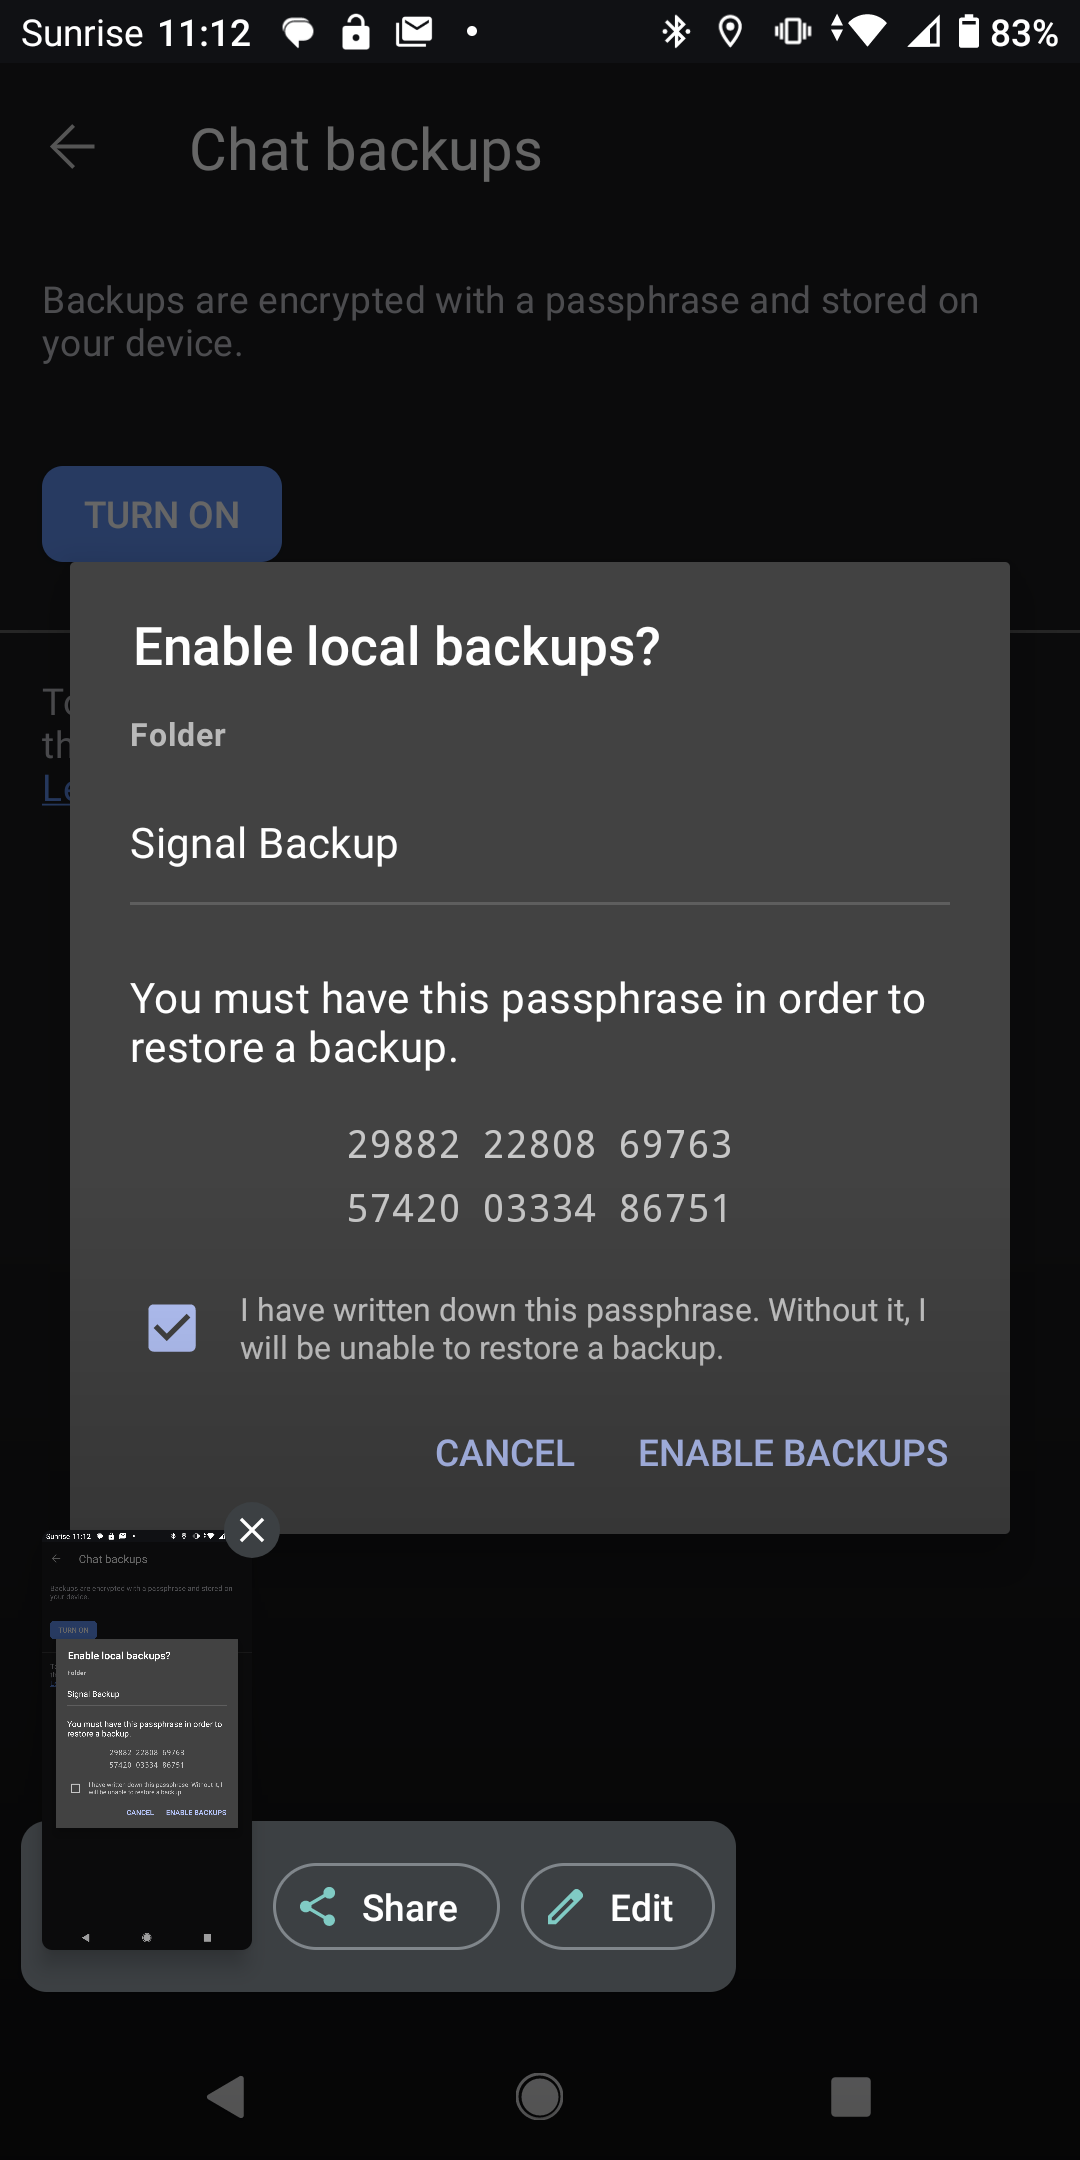 Sunrise 11:12 83%
Chat backups
Backups are encrypted with a passphrase and stored on
your device.
TURN ON
Enable local backups?
Folder
Signal Backup
You must have this passphrase in order to
restore a backup.
29882 22808 69763
57420 03334 86751
I have written down this passphrase. Without it, I
will be unable to restore a backup.
CANCEL ENABLE BACKUPS
Sunrise 11:12
Chat backups
Backups are encrypted with a passphrase and stored on
your device.
TURN ON
Enable local backups?
Folder
Signal Backup
You must have this passphrase in order to
restore a backup.
29882 22808 69763
57420 03334 86751
I have written down this passphrase. Without it, I
will be unable to restore a backup.
CANCEL ENABLE BACKUPS
Share Edit